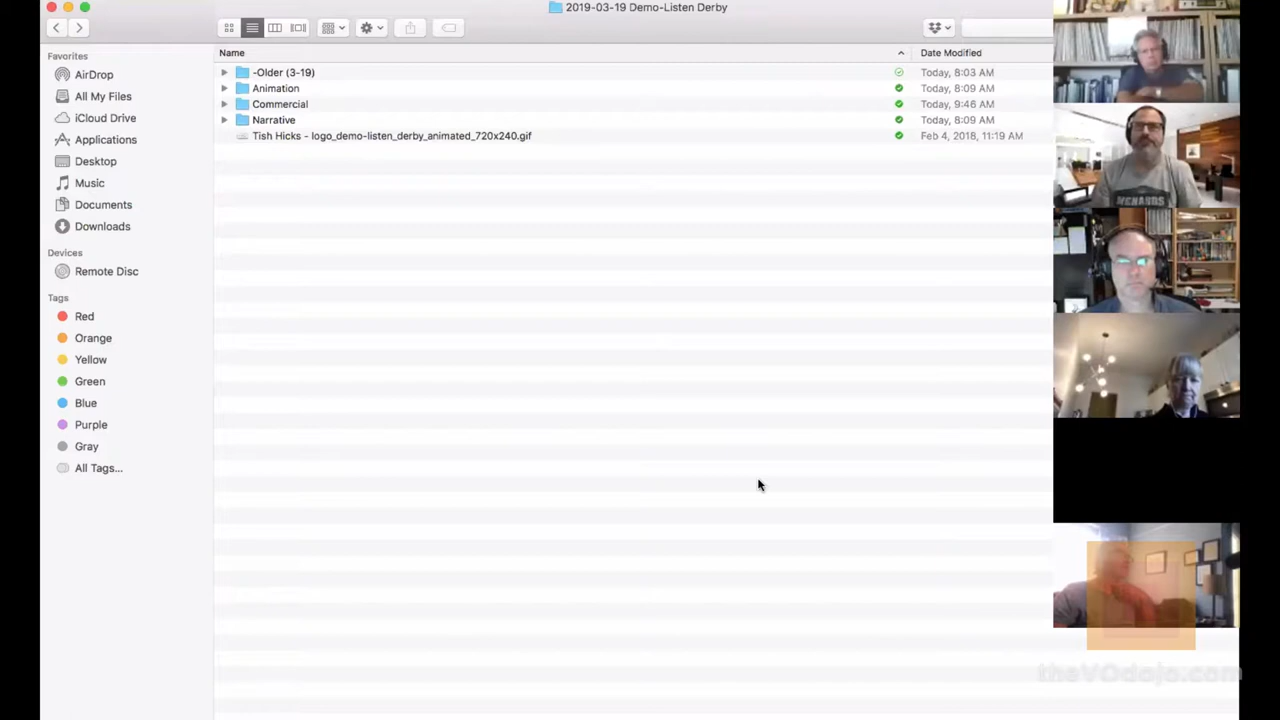 2019-03-19 Demo-Listen Derby
Favorites
AirDrop
All My Files
iCloud Drive
Applications
Desktop
Music
Documents
Downloads
Devices
Remote Disc
Tags
Red
Orange
Yellow
Green
Blue
Purple
Gray
All Tags...
Name Date Modified
-Older (3-19) Today, 8:03 AM
Animation Today, 8:09 AM
Commercial Today, 9:46 AM
Narrative Today, 8:09 AM
Tish Hicks - logo_demo-listen_derby_animated_720x240.gif Feb 4, 2018, 11:19 AM
MENARDS
theVOdojo.com